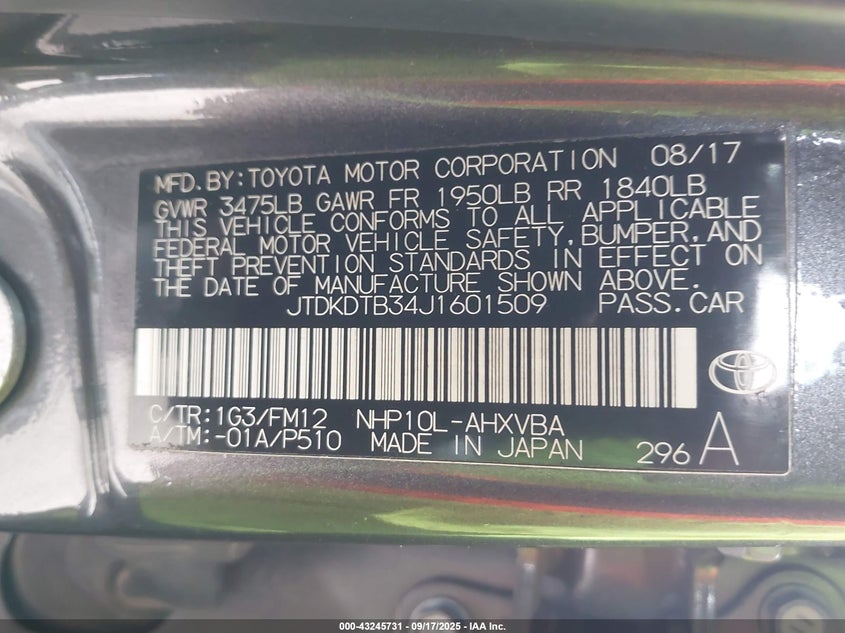 MFD.BY:TOYOTA MOTOR CORPORATION 08/17
GVWR 3475LB GAWR FR 1950LB RR 1840LB
THIS VEHICLE CONFORMS TO ALL APPLICABLE
FEDERAL MOTOR VEHICLE SAFETY,BUMPER,AND
THEFT PREVENTION STANDARDS IN EFFECT ON
THE DATE OF MANUFACTURE SHOWN ABOVE.
JTDKDTB34J1601509 PASS.CAR
C/TR:1G3/FM12 NHP10L-AHXVBA
A/TM:-01A/P510 MADE IN JAPAN 296 A
000-43245731 - 09/17/2025 - IAA Inc.